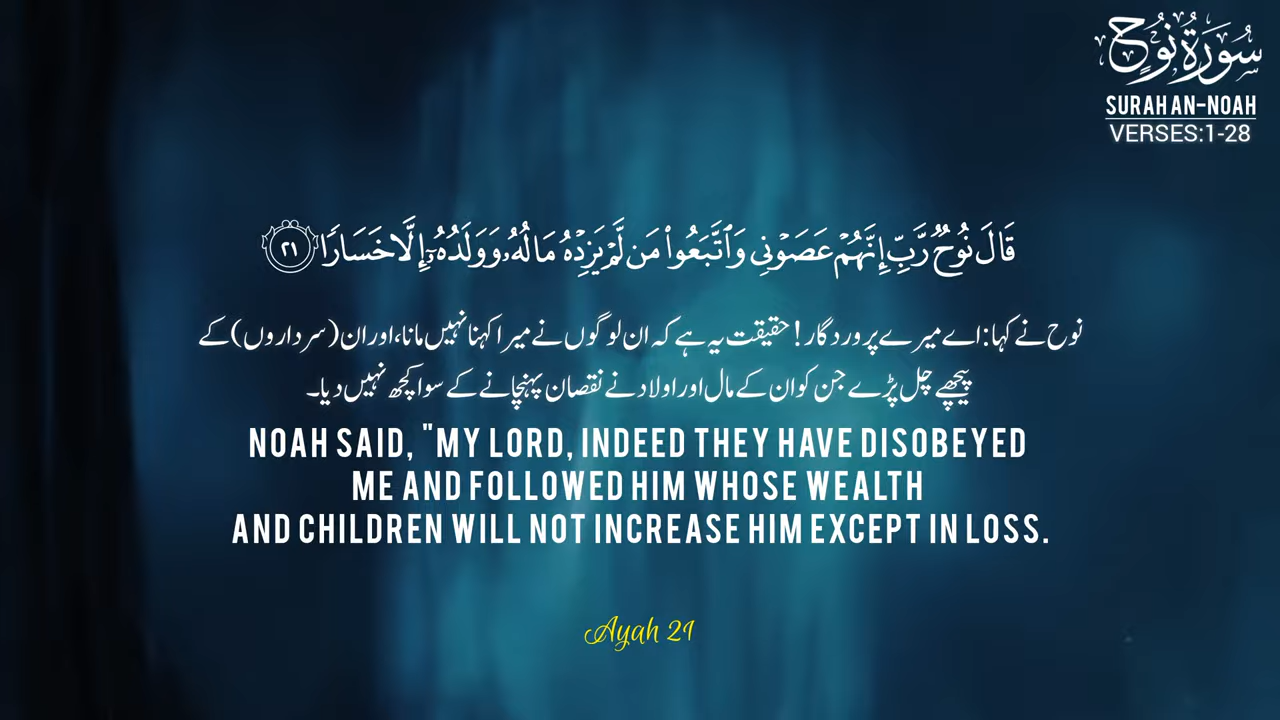 سُورَةُ نُوحٍ
SURAH AN-NOAH
VERSES:1-28
قَالَ نُوحٌ رَّبِّ إِنَّهُمْ عَصَوْنِى وَٱتَّبَعُوا۟ مَن لَّمْ يَزِدْهُ مَالُهُۥ وَوَلَدُهُۥٓ إِلَّا خَسَارًا ٢١
نوح نے کہا: اے میرے پروردگار! حقیقت یہ ہے کہ ان لوگوں نے میرا کہنا نہیں مانا، اور ان (سرداروں) کے
پیچھے چل پڑے جن کو ان کے مال اور اولاد نے نقصان پہنچانے کے سوا کچھ نہیں دیا۔
NOAH SAID, "MY LORD, INDEED THEY HAVE DISOBEYED
ME AND FOLLOWED HIM WHOSE WEALTH
AND CHILDREN WILL NOT INCREASE HIM EXCEPT IN LOSS.
Ayah 21